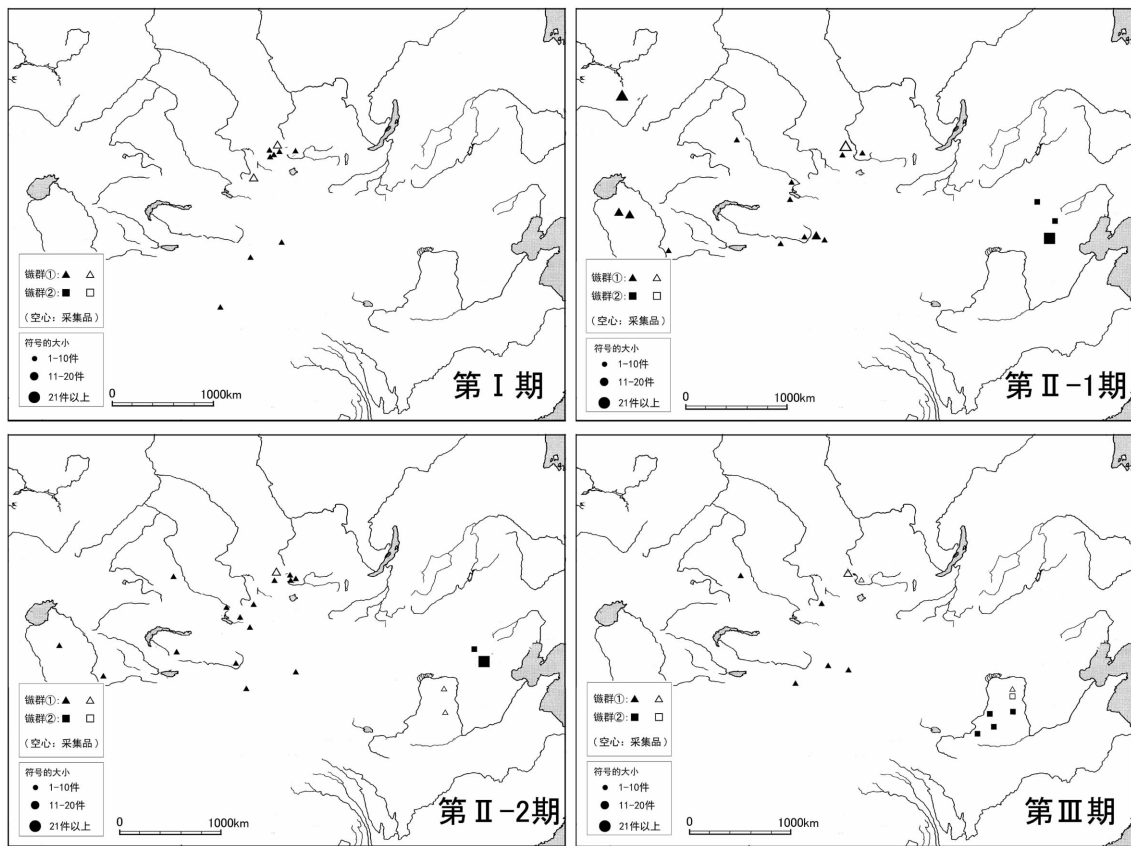 镞群①：▲ △
镞群②：■ □
（空心：采集品）
符号的大小
1-10件
11-20件
21件以上
0 1000km
第Ⅰ期
镞群①：▲ △
镞群②：■ □
（空心：采集品）
符号的大小
1-10件
11-20件
21件以上
0 1000km
第Ⅱ-1期
镞群①：▲ △
镞群②：■ □
（空心：采集品）
符号的大小
1-10件
11-20件
21件以上
0 1000km
第Ⅱ-2期
镞群①：▲ △
镞群②：■ □
（空心：采集品）
符号的大小
1-10件
11-20件
21件以上
0 1000km
第Ⅲ期